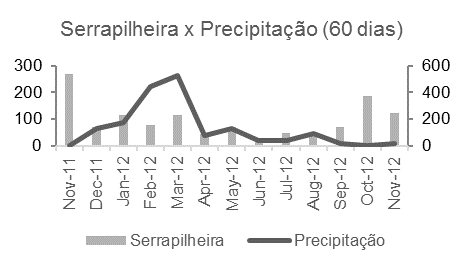 Serrapilheira x Precipitação (60 dias)
300 600
200 400
100 200
0 0
Nov-11 Dec-11 Jan-12 Feb-12 Mar-12 Apr-12 May-12 Jun-12 Jul-12 Aug-12 Sep-12 Oct-12 Nov-12
Serrapilheira Precipitação